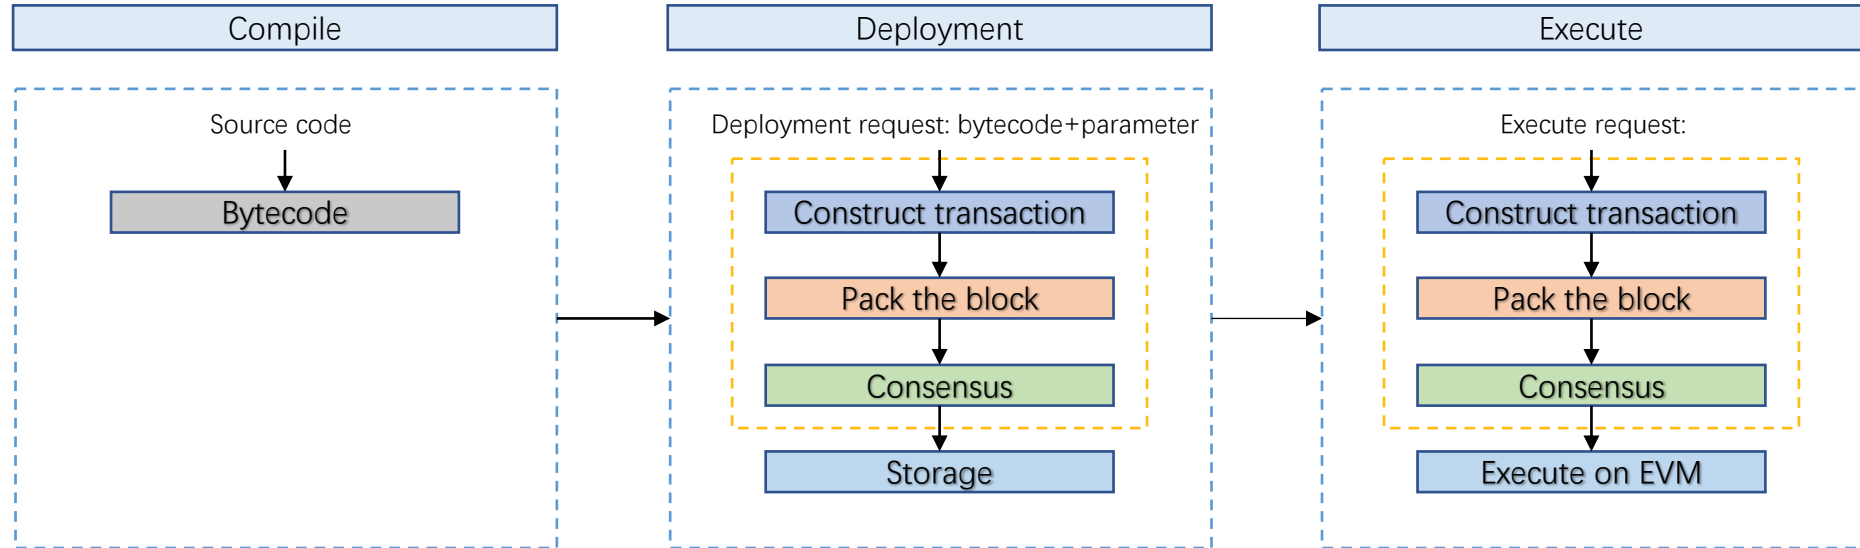 Compile
Deployment
Execute
Source code
Bytecode
Deployment request: bytecode+parameter
Construct transaction
Pack the block
Consensus
Storage
Execute request:
Construct transaction
Pack the block
Consensus
Execute on EVM